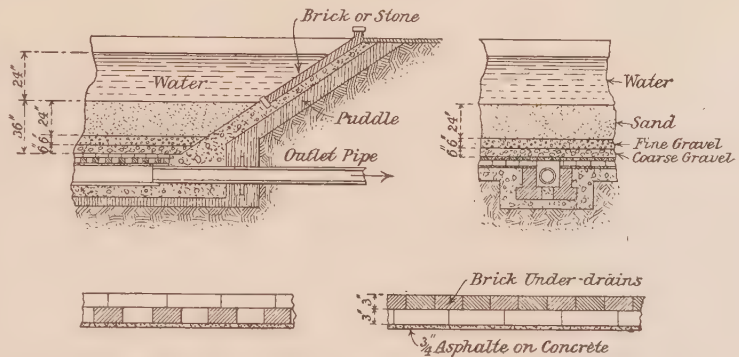 Brick or Stone
24"
Water
36"
24"
6"
6"
Puddle
Outlet Pipe
Water
24"
Sand
6"
6"
Fine Gravel
Coarse Gravel
Brick Under-drains
3"
3"
¾" Asphalte on Concrete